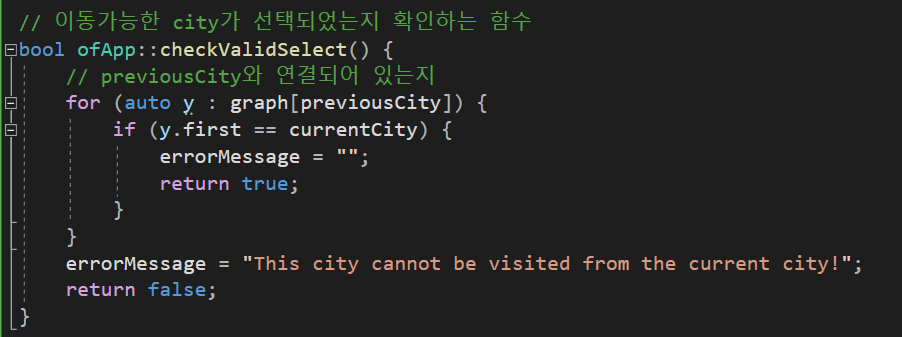 // 이동가능한 city가 선택되었는지 확인하는 함수
bool ofApp::checkValidSelect() {
// previousCity와 연결되어 있는지
for (auto y : graph[previousCity]) {
if (y.first == currentCity) {
errorMessage = "";
return true;
}
}
errorMessage = "This city cannot be visited from the current city!";
return false;
}